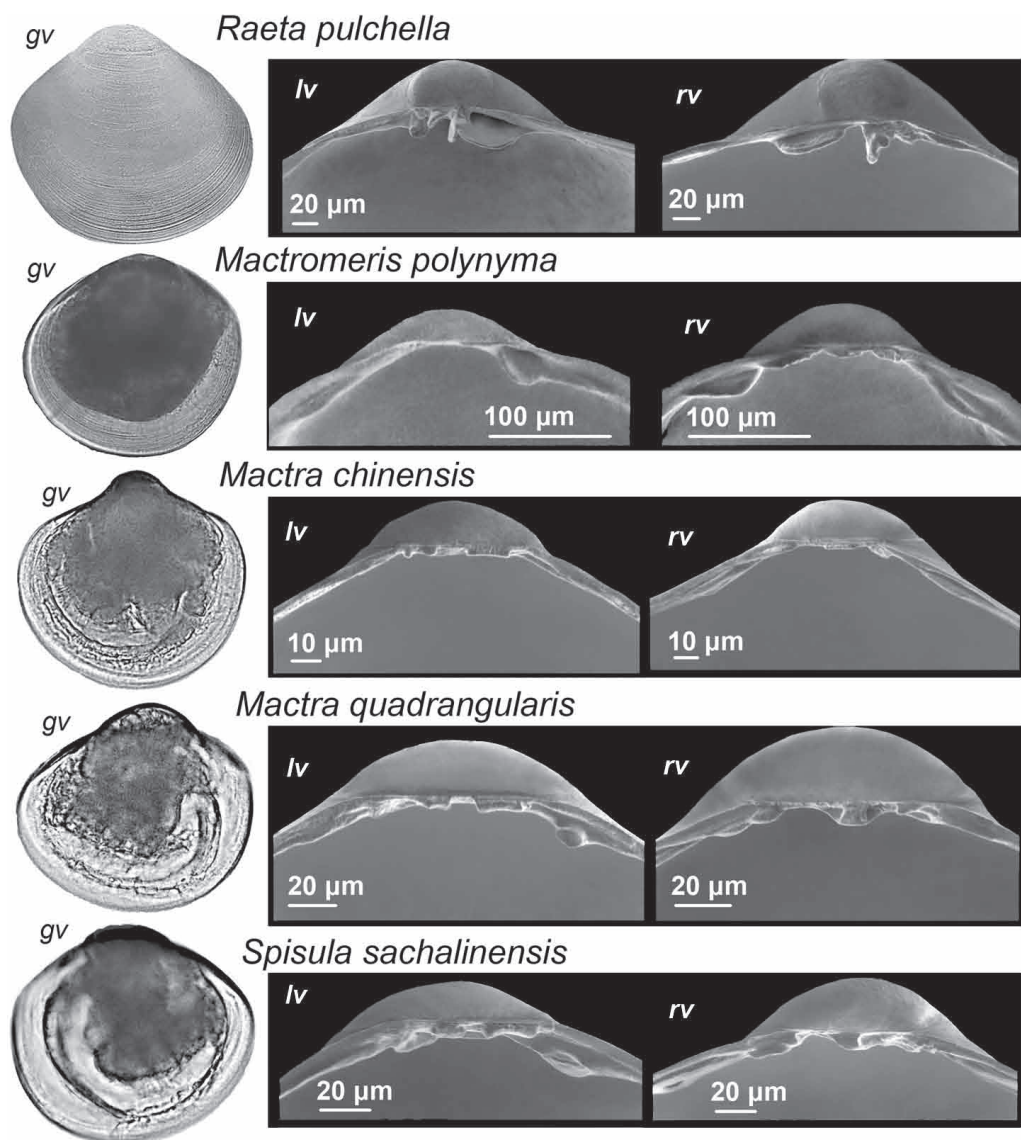 gv
Raeta pulchella
lv
rv
20 µm
20 µm
gv
Mactromeris polynyma
lv
rv
100 µm
100 µm
gv
Mactra chinensis
lv
rv
10 µm
10 µm
gv
Mactra quadrangularis
lv
rv
20 µm
20 µm
gv
Spisula sachalinensis
lv
rv
20 µm
20 µm